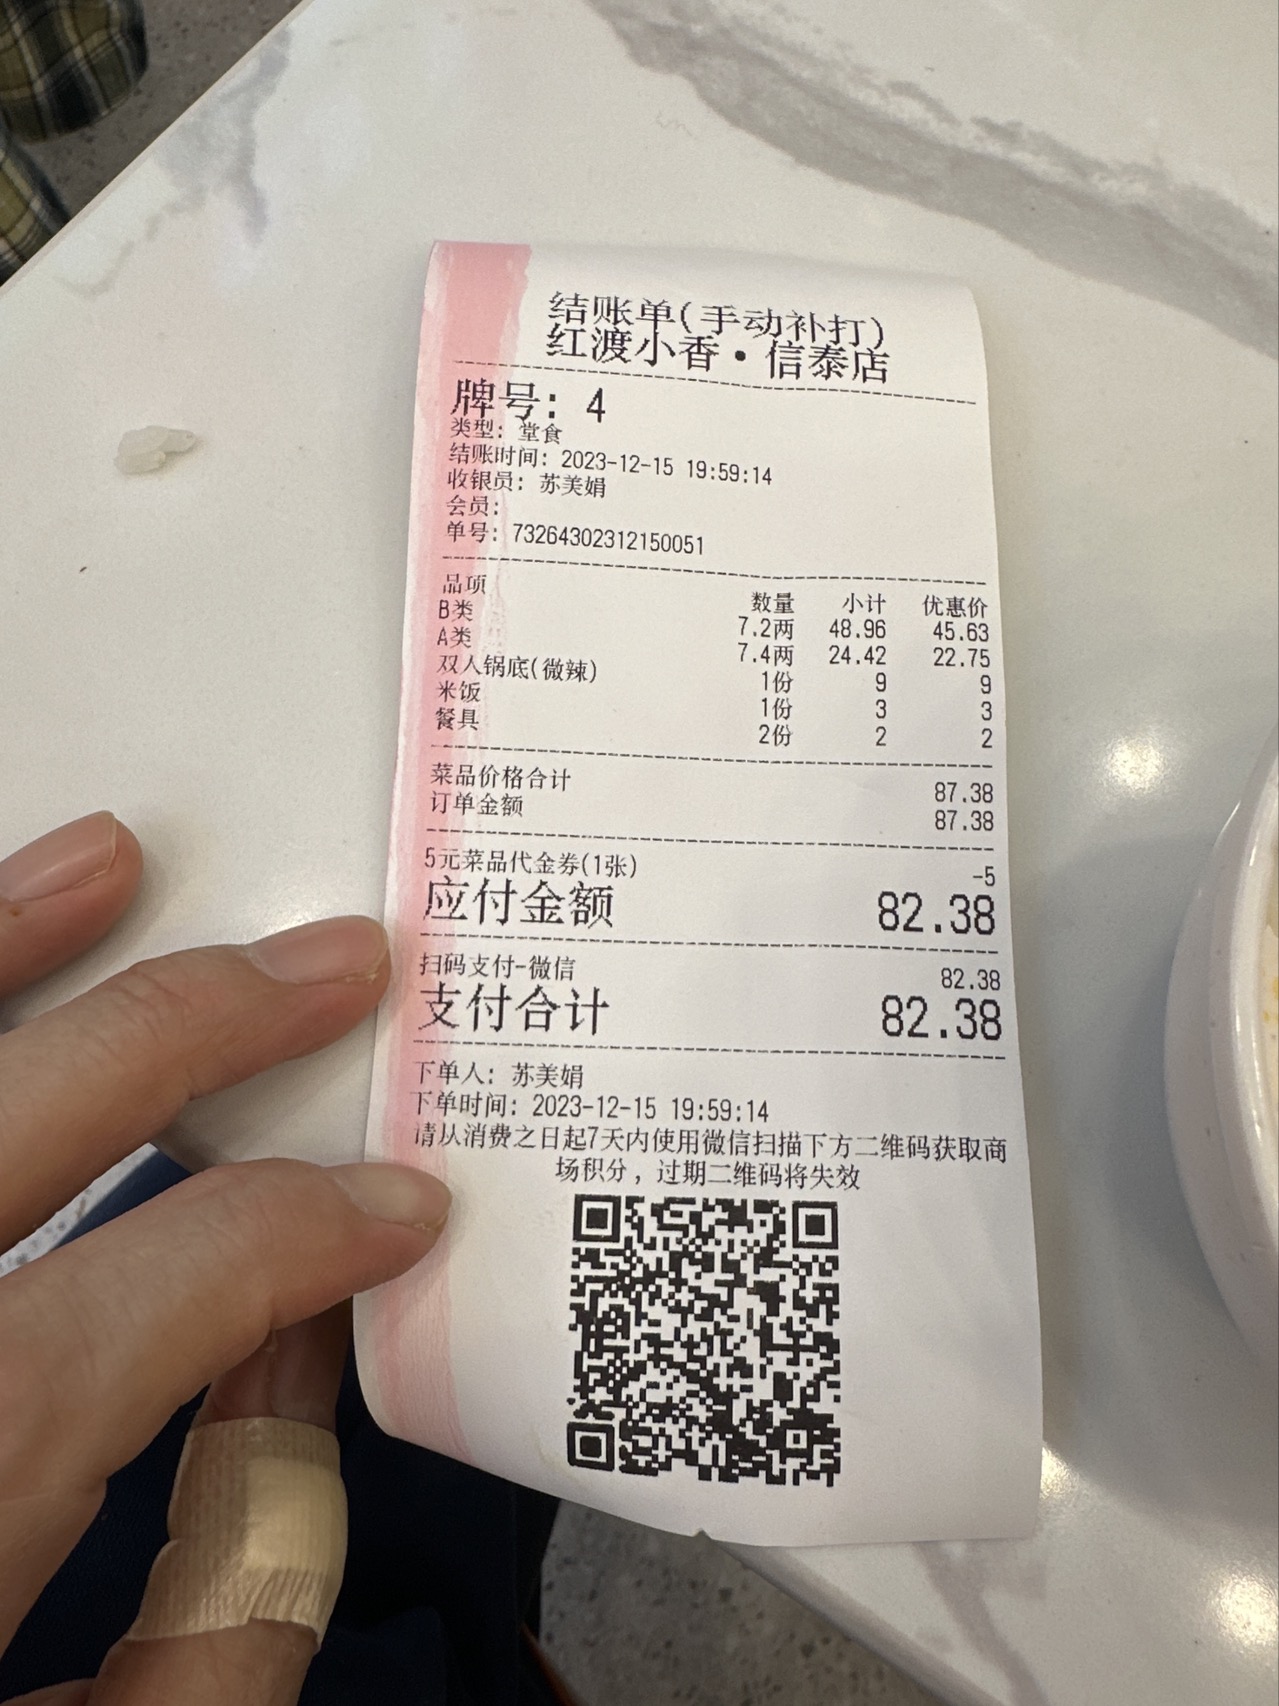 结账单(手动补打)
红渡小香·信泰店
牌号: 4
类型: 堂食
结账时间: 2023-12-15 19:59:14
收银员: 苏美娟
会员:
单号: 73264302312150051
品项 数量 小计 优惠价
B类 7.2两 48.96 45.63
A类 7.4两 24.42 22.75
双人锅底(微辣) 1份 9 9
米饭 1份 3 3
餐具 2份 2 2
菜品价格合计 87.38
订单金额 87.38
5元菜品代金券(1张) -5
应付金额 82.38
扫码支付-微信 82.38
支付合计 82.38
下单人: 苏美娟
下单时间: 2023-12-15 19:59:14
请从消费之日起7天内使用微信扫描下方二维码获取商
场积分，过期二维码将失效